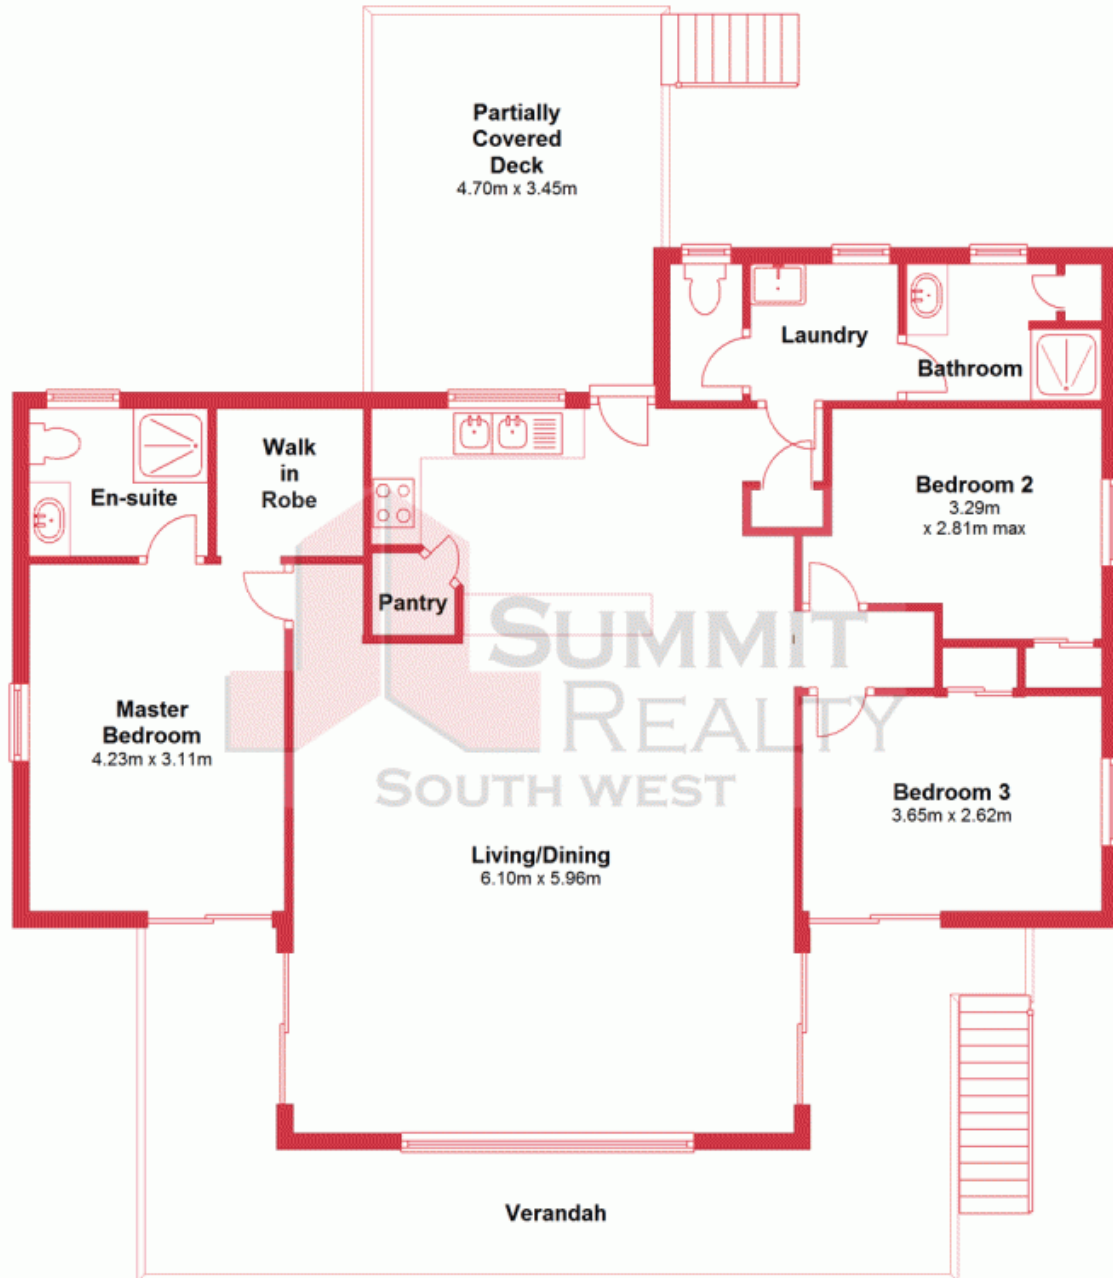 Partially
Covered
Deck
4.70m x 3.45m
Laundry
Bathroom
Walk
in
Robe
En-suite
Bedroom 2
3.29m
x 2.81m max
Pantry
SUMMIT
REALTY
SOUTH WEST
Master
Bedroom
4.23m x 3.11m
Bedroom 3
3.65m x 2.62m
Living/Dining
6.10m x 5.96m
Verandah